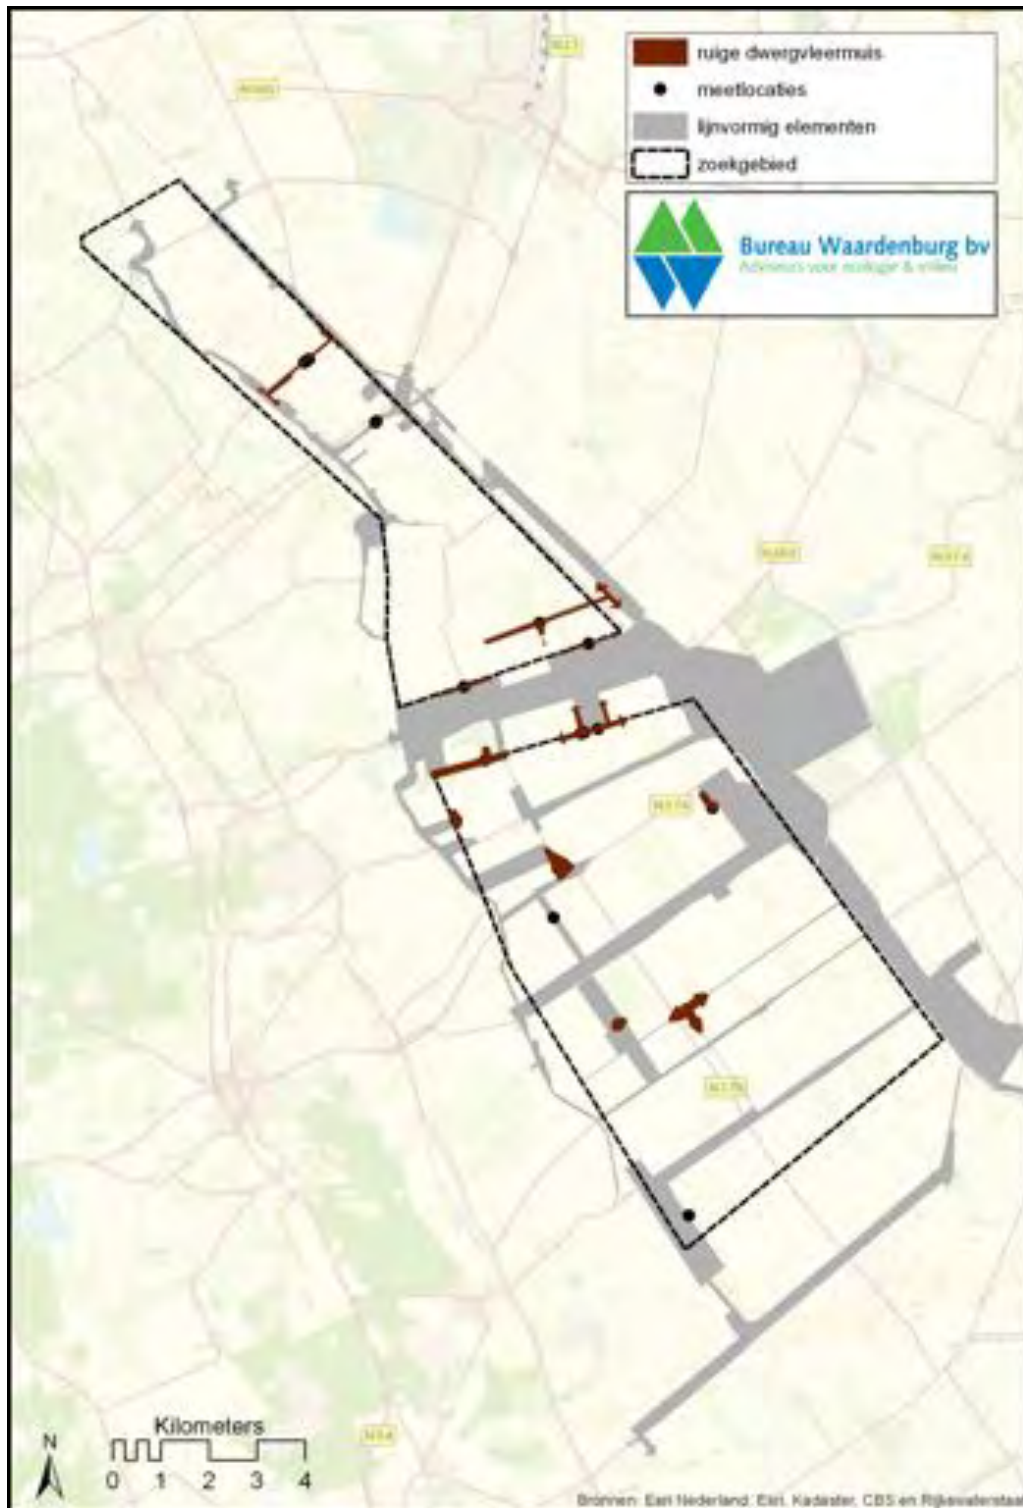 ruige dwergvleermuis
meetlocaties
lijnvormig elementen
zoekgebied
Bureau Waardenburg bv
Adviseurs voor ecologie & milieu
N34
Kilometers
N
0 1 2 3 4
Bronnen: Esri Nederland, Esri, Kadaster, CBS en Rijkswaterstaat